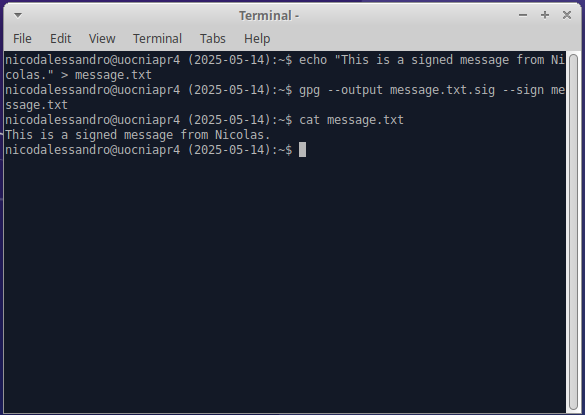 Terminal -
File Edit View Terminal Tabs Help
nicodalessandro@uocniapr4 (2025-05-14):~$ echo "This is a signed message from Ni
colas." > message.txt
nicodalessandro@uocniapr4 (2025-05-14):~$ gpg --output message.txt.sig --sign me
ssage.txt
nicodalessandro@uocniapr4 (2025-05-14):~$ cat message.txt
This is a signed message from Nicolas.
nicodalessandro@uocniapr4 (2025-05-14):~$